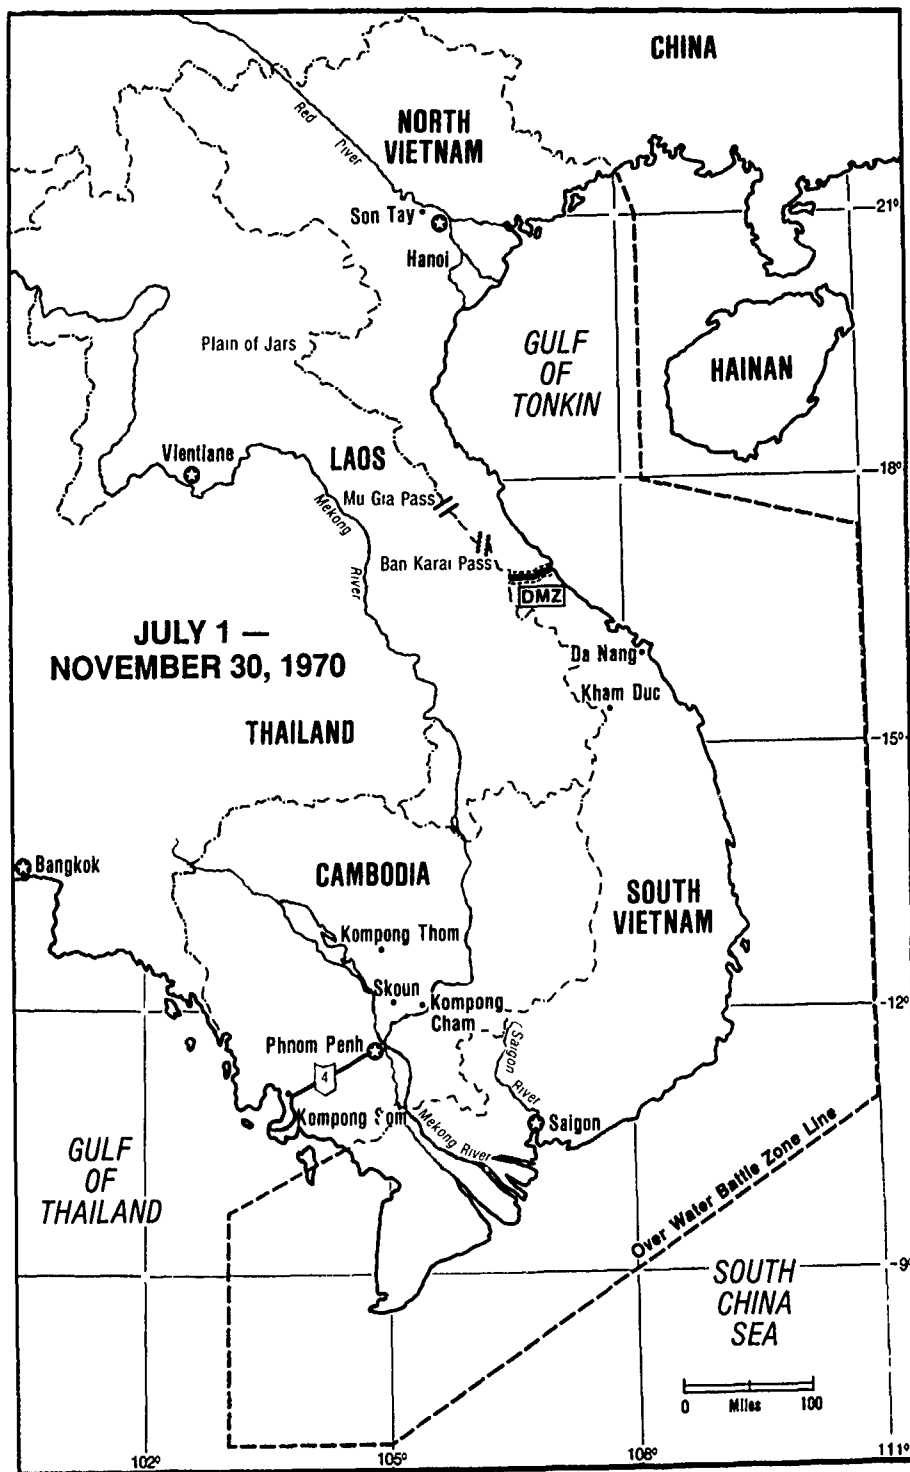 CHINA
Red
River
NORTH
VIETNAM
21°
Son Tay
Hanoi
Plain of Jars
GULF
OF
TONKIN
HAINAN
Vientiane
LAOS
18°
Mu Gia Pass
Mekong
River
Ban Karai Pass
DMZ
JULY 1 —
NOVEMBER 30, 1970
Da Nang
Kham Duc
THAILAND
15°
Bangkok
CAMBODIA
SOUTH
VIETNAM
Kompong Thom
Skoun
Kompong
Cham
12°
Phnom Penh
Saigon
River
4
Kompong Som
Mekong River
Saigon
GULF
OF
THAILAND
Over Water Battle Zone Line
9°
SOUTH
CHINA
SEA
0 Miles 100
102° 105° 108° 111°